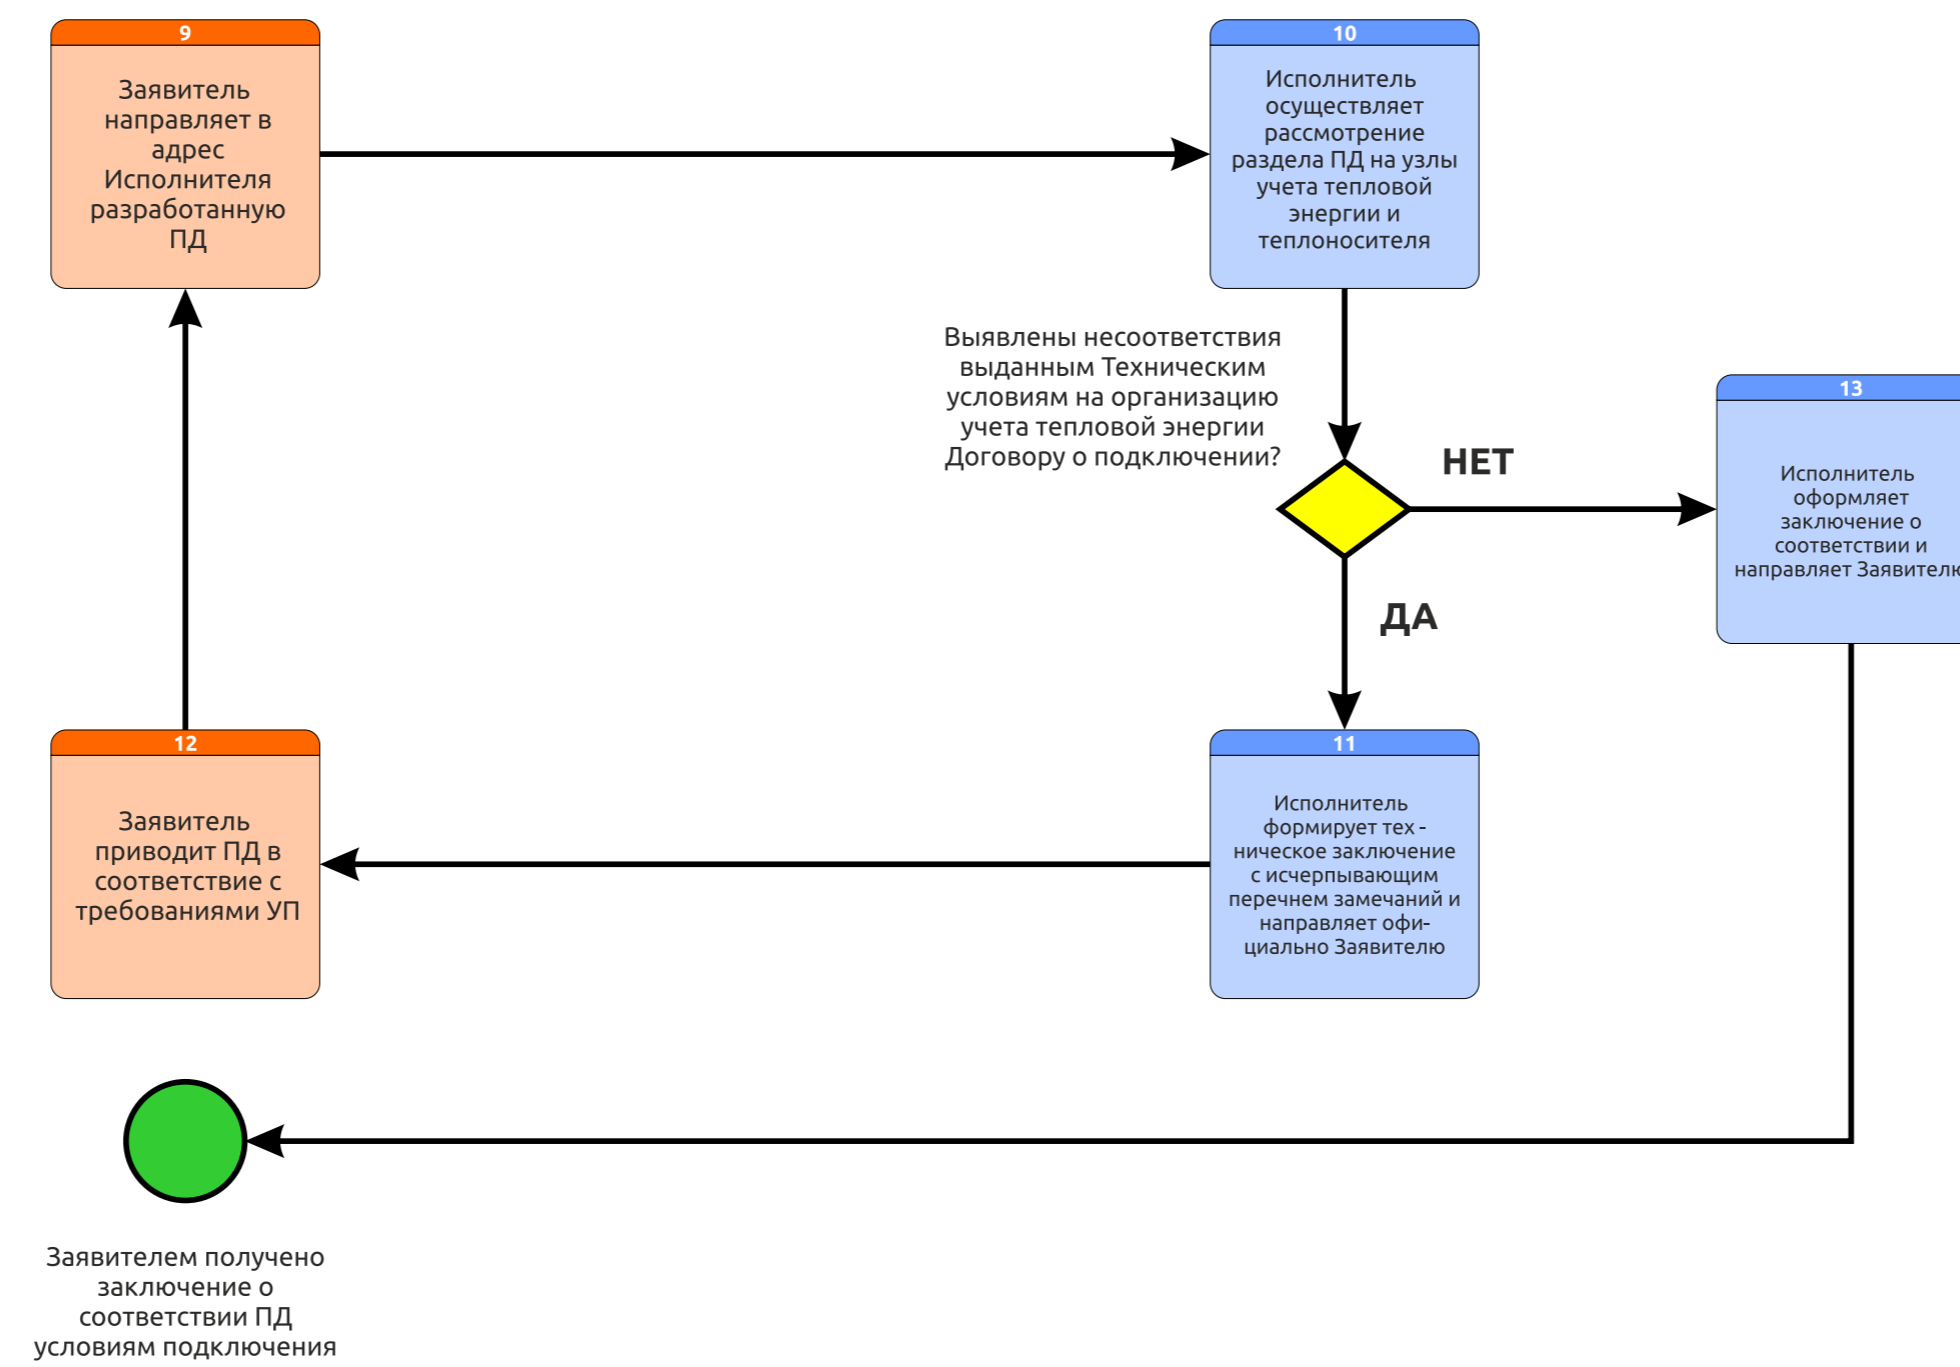 9
Заявитель
направляет в
адрес
Исполнителя
разработанную
ПД
10
Исполнитель
осуществляет
рассмотрение
раздела ПД на узлы
учета тепловой
энергии и
теплоносителя
Выявлены несоответствия
выданным Техническим
условиям на организацию
учета тепловой энергии
Договору о подключении?
НЕТ
13
Исполнитель
оформляет
заключение о
соответствии и
направляет Заявителю
ДА
12
Заявитель
приводит ПД в
соответствие с
требованиями УП
11
Исполнитель
формирует тех -
ническое заключение
с исчерпывающим
перечнем замечаний и
направляет офи-
циально Заявителю
Заявителем получено
заключение о
соответствии ПД
условиям подключения